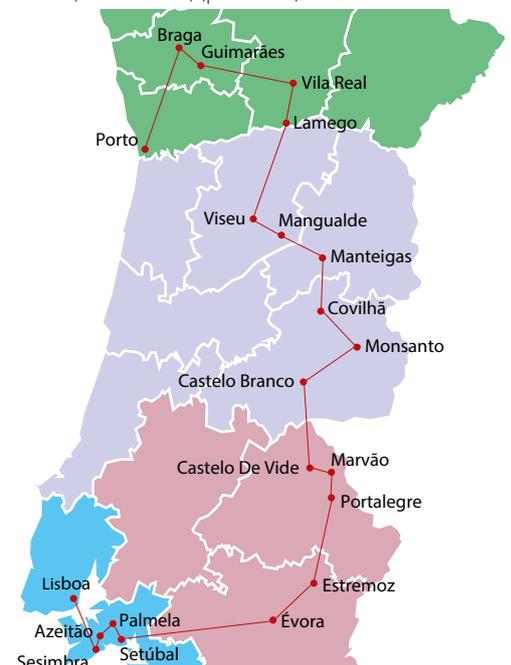 Braga
Guimarães
Vila Real
Lamego
Porto
Viseu
Mangualde
Manteigas
Covilhã
Monsanto
Castelo Branco
Castelo De Vide
Marvão
Portalegre
Estremoz
Lisboa
Évora
Palmela
Azeitão
Setúbal
Sesimbra